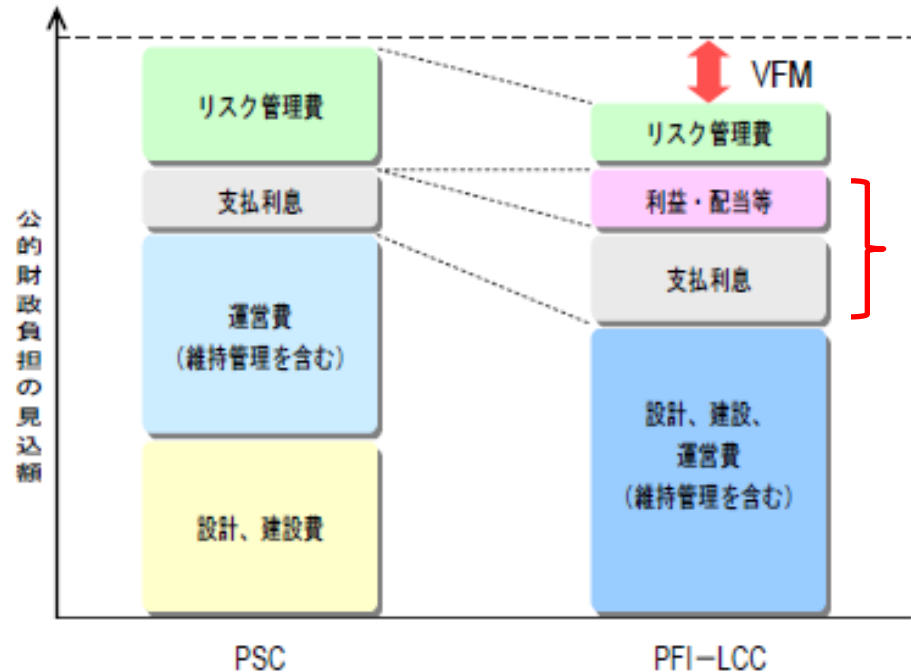 公的財政負担の見込額
リスク管理費
支払利息
運営費
（維持管理を含む）
設計、建設費
PSC
VFM
リスク管理費
利益・配当等
支払利息
設計、建設、
運営費
（維持管理を含む）
PFI－LCC